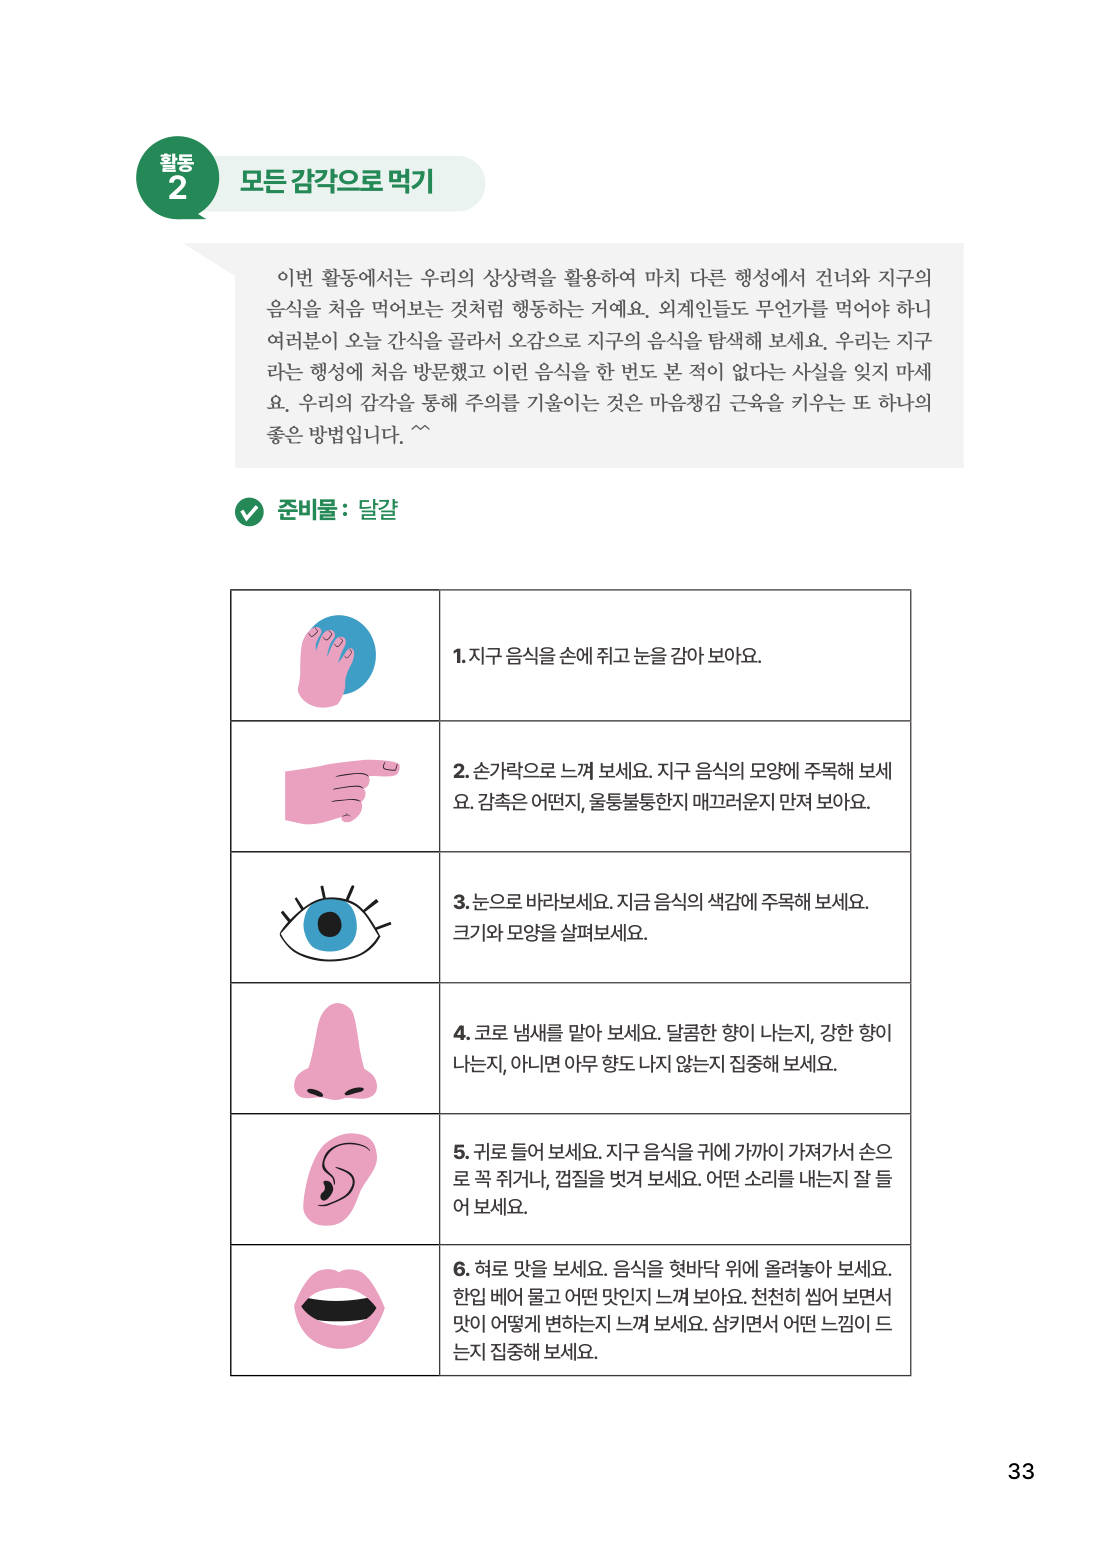 활동
2
모든 감각으로 먹기
이번 활동에서는 우리의 상상력을 활용하여 마치 다른 행성에서 건너와 지구의
음식을 처음 먹어보는 것처럼 행동하는 거예요. 외계인들도 무언가를 먹어야 하니
여러분이 오늘 간식을 골라서 오감으로 지구의 음식을 탐색해 보세요. 우리는 지구
라는 행성에 처음 방문했고 이런 음식을 한 번도 본 적이 없다는 사실을 잊지 마세
요. 우리의 감각을 통해 주의를 기울이는 것은 마음챙김 근육을 키우는 또 하나의
좋은 방법입니다. ^^
준비물 : 달걀
1. 지구 음식을 손에 쥐고 눈을 감아 보아요.
2. 손가락으로 느껴 보세요. 지구 음식의 모양에 주목해 보세
요. 감촉은 어떤지, 울퉁불퉁한지 매끄러운지 만져 보아요.
3. 눈으로 바라보세요. 지금 음식의 색감에 주목해 보세요.
크기와 모양을 살펴보세요.
4. 코로 냄새를 맡아 보세요. 달콤한 향이 나는지, 강한 향이
나는지, 아니면 아무 향도 나지 않는지 집중해 보세요.
5. 귀로 들어 보세요. 지구 음식을 귀에 가까이 가져가서 손으
로 꼭 쥐거나, 껍질을 벗겨 보세요. 어떤 소리를 내는지 잘 들
어 보세요.
6. 혀로 맛을 보세요. 음식을 혓바닥 위에 올려놓아 보세요.
한입 베어 물고 어떤 맛인지 느껴 보아요. 천천히 씹어 보면서
맛이 어떻게 변하는지 느껴 보세요. 삼키면서 어떤 느낌이 드
는지 집중해 보세요.
33